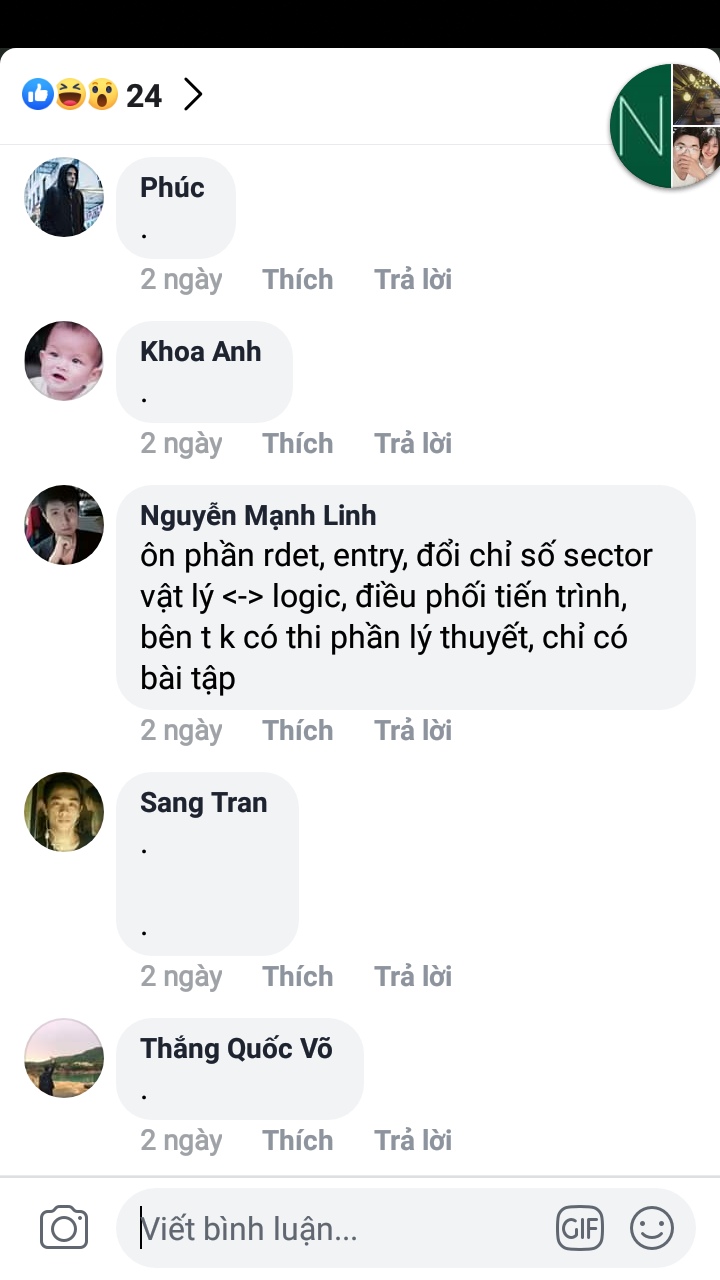 24
N
Phúc
.
2 ngày Thích Trả lời
Khoa Anh
.
2 ngày Thích Trả lời
Nguyễn Mạnh Linh
ôn phần rdet, entry, đổi chỉ số sector
vật lý <-> logic, điều phối tiến trình,
bên t k có thi phần lý thuyết, chỉ có
bài tập
2 ngày Thích Trả lời
Sang Tran
.
.
2 ngày Thích Trả lời
Thắng Quốc Võ
.
2 ngày Thích Trả lời
Viết bình luận... GIF